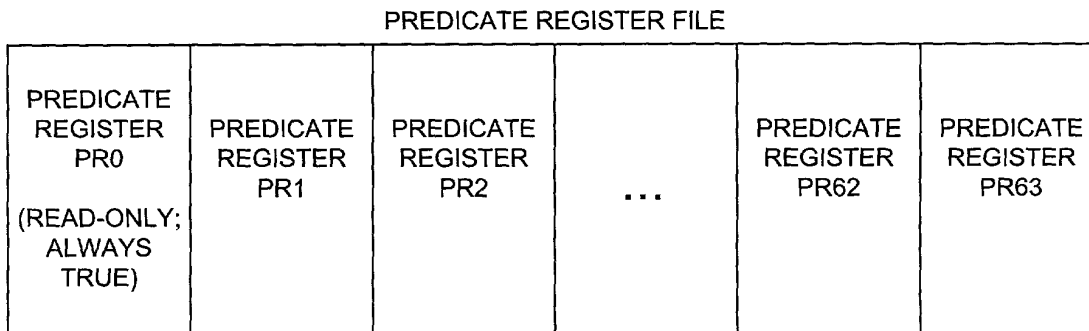 PREDICATE REGISTER FILE
PREDICATE
REGISTER
PR0
(READ-ONLY;
ALWAYS
TRUE)
PREDICATE
REGISTER
PR1
PREDICATE
REGISTER
PR2
...
PREDICATE
REGISTER
PR62
PREDICATE
REGISTER
PR63